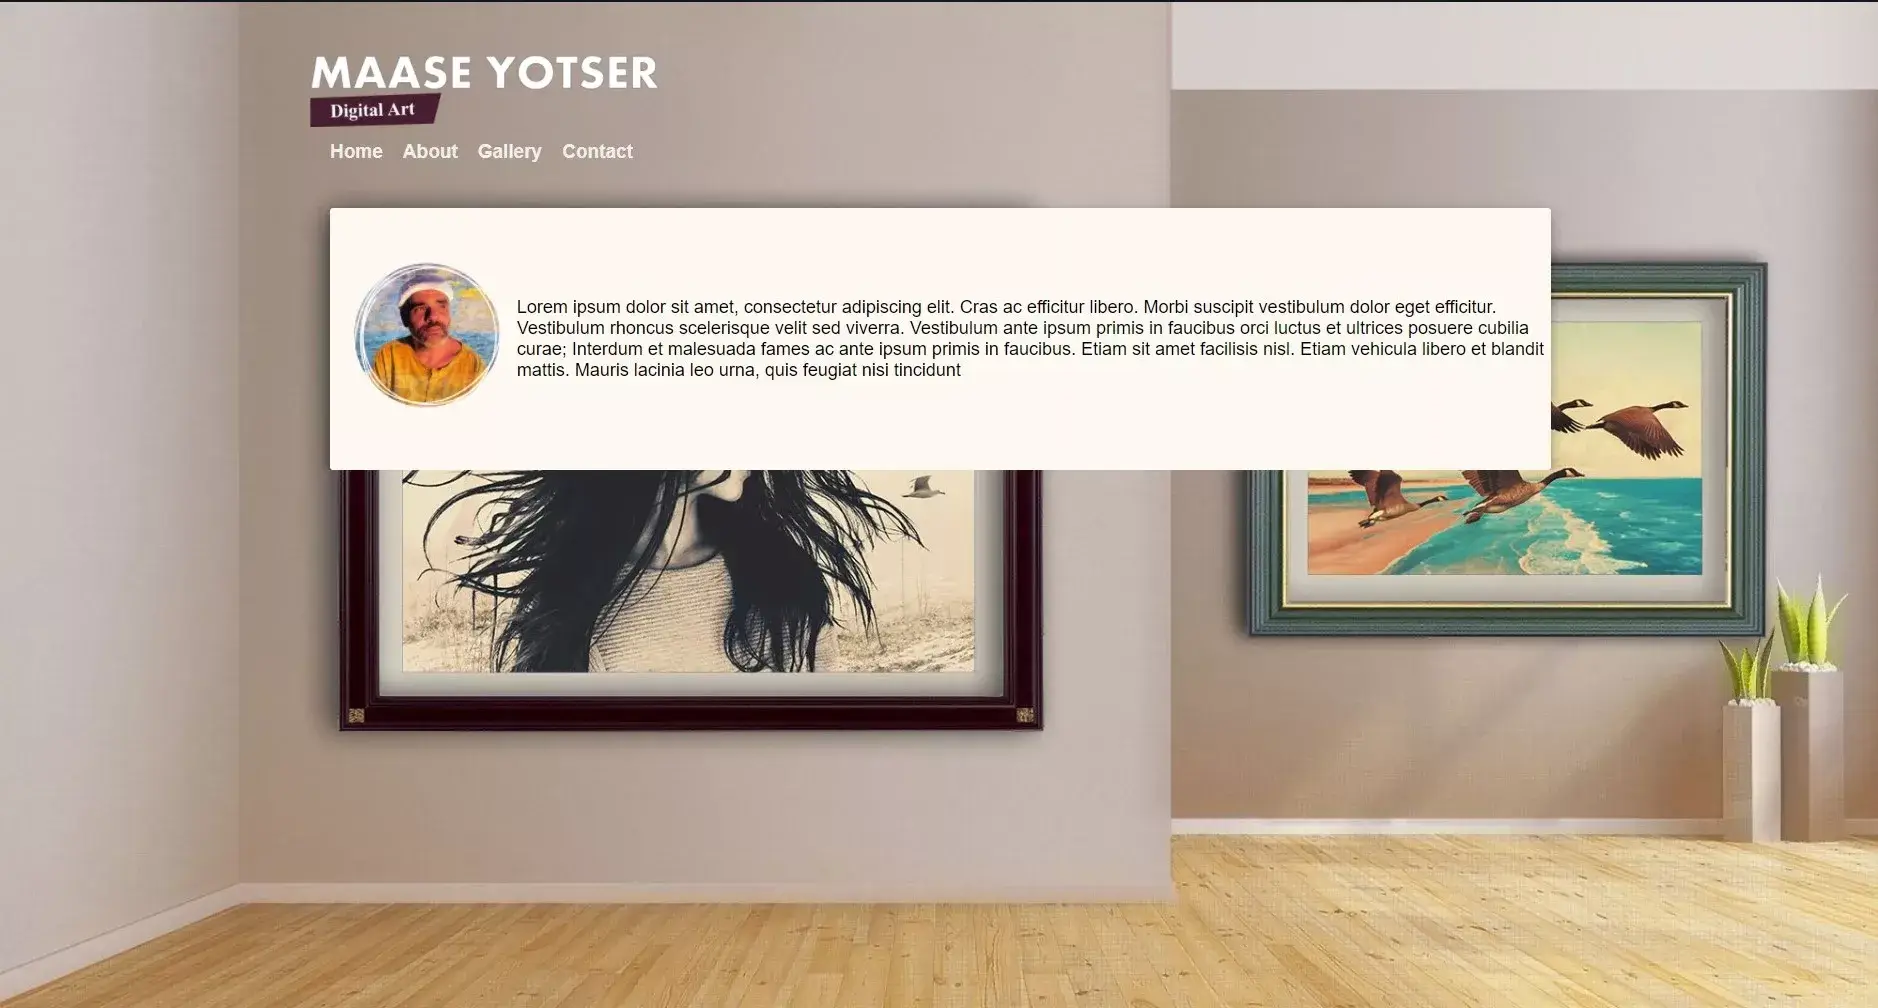 MAASE YOTSER
Digital Art
Home About Gallery Contact
Lorem ipsum dolor sit amet, consectetur adipiscing elit. Cras ac efficitur libero. Morbi suscipit vestibulum dolor eget efficitur.
Vestibulum rhoncus scelerisque velit sed viverra. Vestibulum ante ipsum primis in faucibus orci luctus et ultrices posuere cubilia
curae; Interdum et malesuada fames ac ante ipsum primis in faucibus. Etiam sit amet facilisis nisl. Etiam vehicula libero et blandit
mattis. Mauris lacinia leo urna, quis feugiat nisi tincidunt